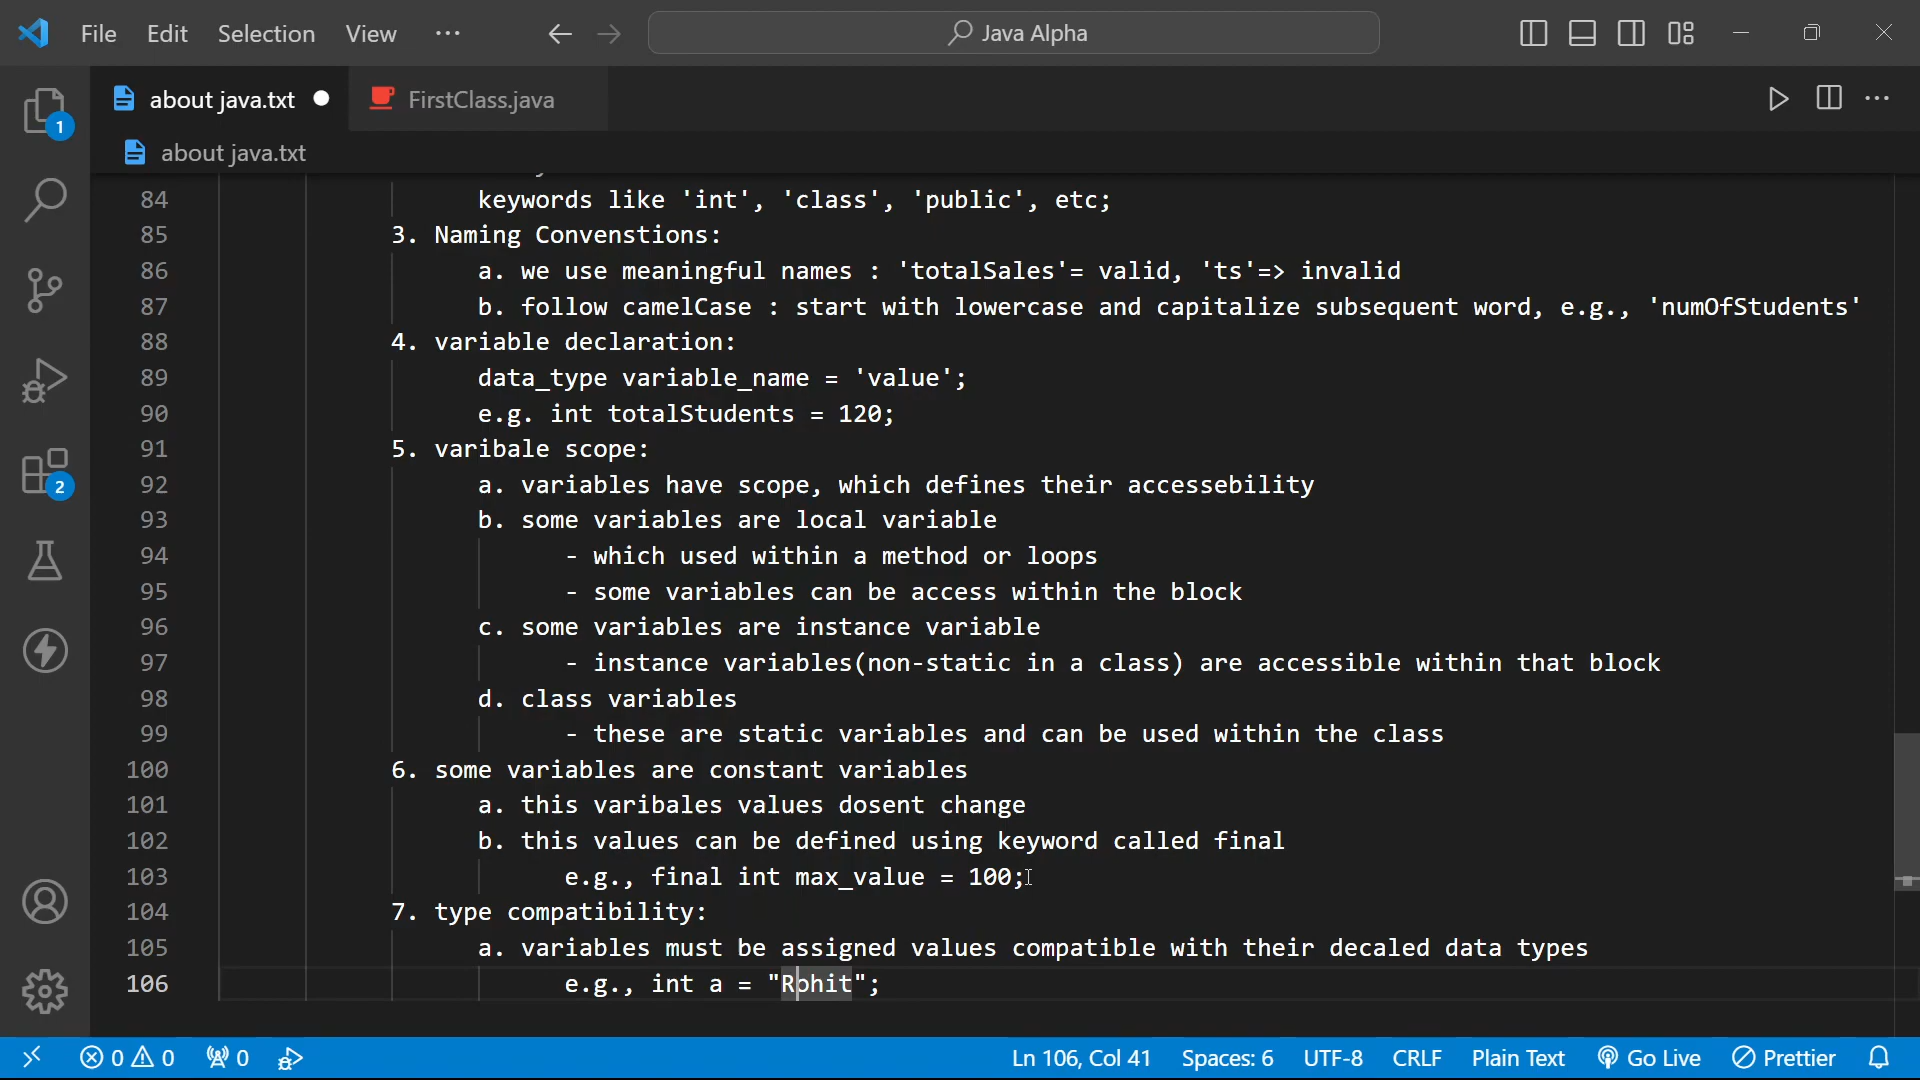 File Edit Selection View ··· Java Alpha
1
about java.txt FirstClass.java
about java.txt
84 keywords like 'int', 'class', 'public', etc;
85 3. Naming Convenstions:
86 a. we use meaningful names : 'totalSales'= valid, 'ts'=> invalid
87 b. follow camelCase : start with lowercase and capitalize subsequent word, e.g., 'numOfStudents'
88 4. variable declaration:
89 data_type variable_name = 'value';
90 e.g. int totalStudents = 120;
91 5. varibale scope:
92 a. variables have scope, which defines their accessebility
2
93 b. some variables are local variable
94 - which used within a method or loops
95 - some variables can be access within the block
96 c. some variables are instance variable
97 - instance variables(non-static in a class) are accessible within that block
98 d. class variables
99 - these are static variables and can be used within the class
100 6. some variables are constant variables
101 a. this varibales values dosent change
102 b. this values can be defined using keyword called final
103 e.g., final int max_value = 100;
104 7. type compatibility:
105 a. variables must be assigned values compatible with their decaled data types
106 e.g., int a = "Rohit";
0 0 0 Ln 106, Col 41 Spaces: 6 UTF-8 CRLF Plain Text Go Live Prettier